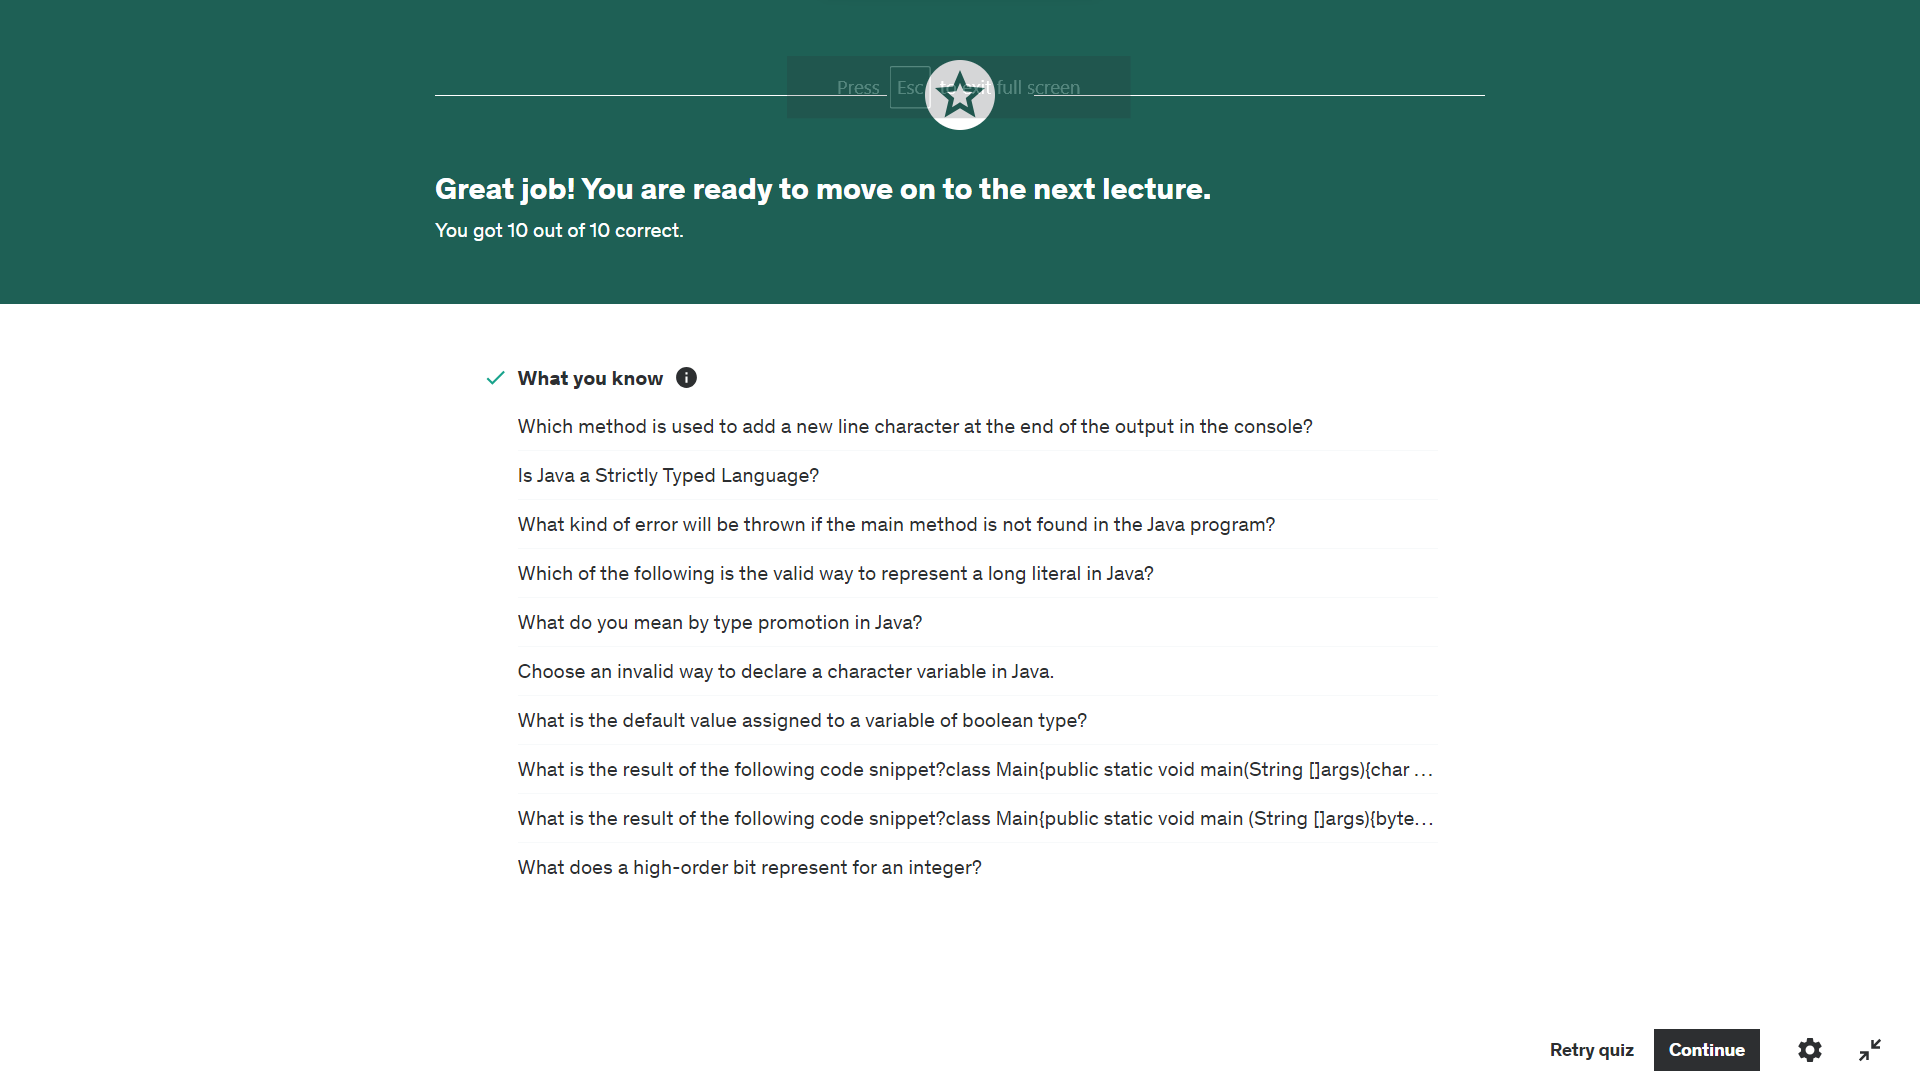 Press Esc to exit full screen
Great job! You are ready to move on to the next lecture.
You got 10 out of 10 correct.
What you know
Which method is used to add a new line character at the end of the output in the console?
Is Java a Strictly Typed Language?
What kind of error will be thrown if the main method is not found in the Java program?
Which of the following is the valid way to represent a long literal in Java?
What do you mean by type promotion in Java?
Choose an invalid way to declare a character variable in Java.
What is the default value assigned to a variable of boolean type?
What is the result of the following code snippet?class Main{public static void main(String []args){char ...
What is the result of the following code snippet?class Main{public static void main (String []args){byte...
What does a high-order bit represent for an integer?
Retry quiz
Continue